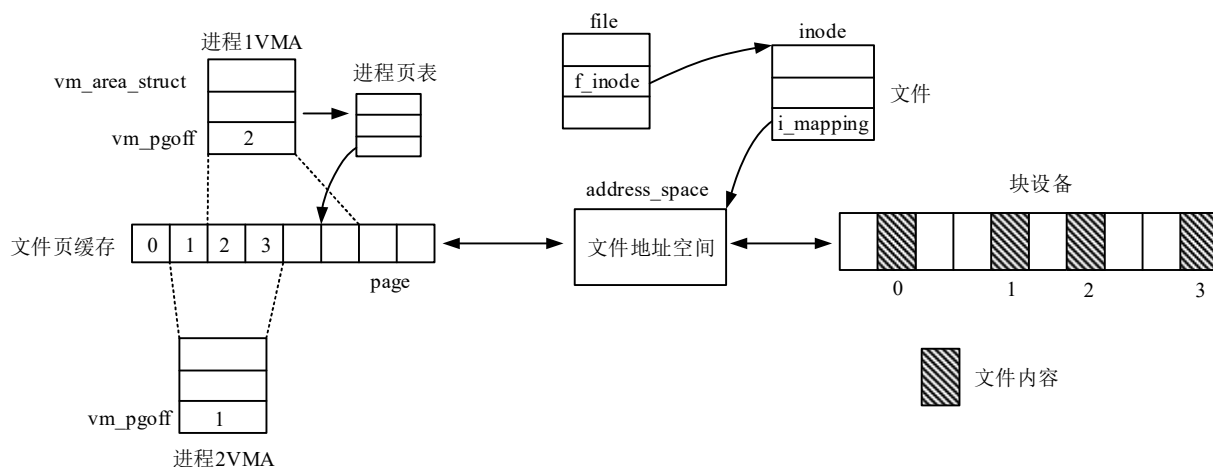 file
进程1VMA
inode
vm_area_struct
进程页表
f_inode
文件
vm_pgoff
2
i_mapping
address_space
块设备
文件页缓存
0 1 2 3
文件地址空间
page
0 1 2 3
文件内容
vm_pgoff
1
进程2VMA